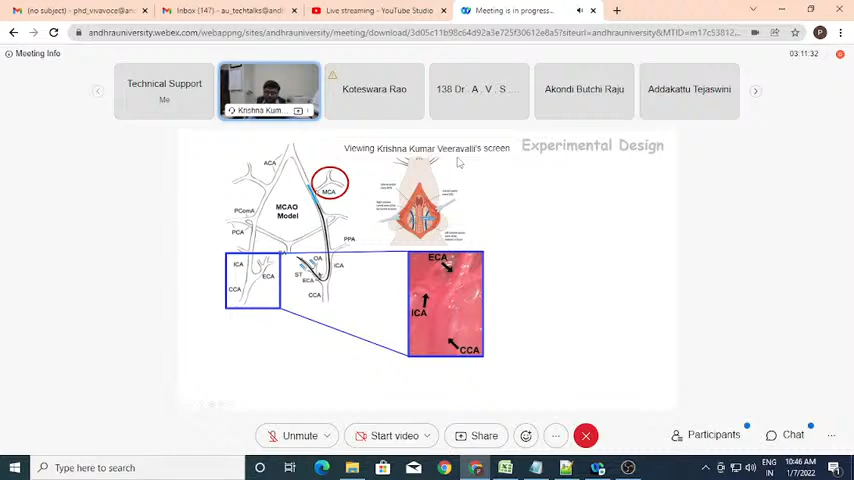 (no subject) - phd_vivavoce@an
Inbox (147) - au_techtalks@andh
Live streaming - YouTube Studio
Meeting is in progress...
andhrauniversity.webex.com/webappng/sites/andhrauniversity/meeting/download/310d5e11b98c64d92a3e725f30612e8a5?siteurl=andhrauniversity&MTID=m17c53812...
Meeting Info
03:11:32
Technical Support
Me
Krishna Kum...
Koteswara Rao
138 Dr . A . V . S . ...
Akondi Butchi Raju
Addakattu Tejaswini
Viewing Krishna Kumar Veeravalli's screen
Experimental Design
ACA
MCA
MCAO
Model
PComA
PCA
PPA
ICA
ECA
CCA
OA
ST
ECA
ICA
CCA
ECA
ICA
CCA
Unmute
Start video
Share
Participants
Chat
Type here to search
ENG
IN
10:46 AM
1/7/2022